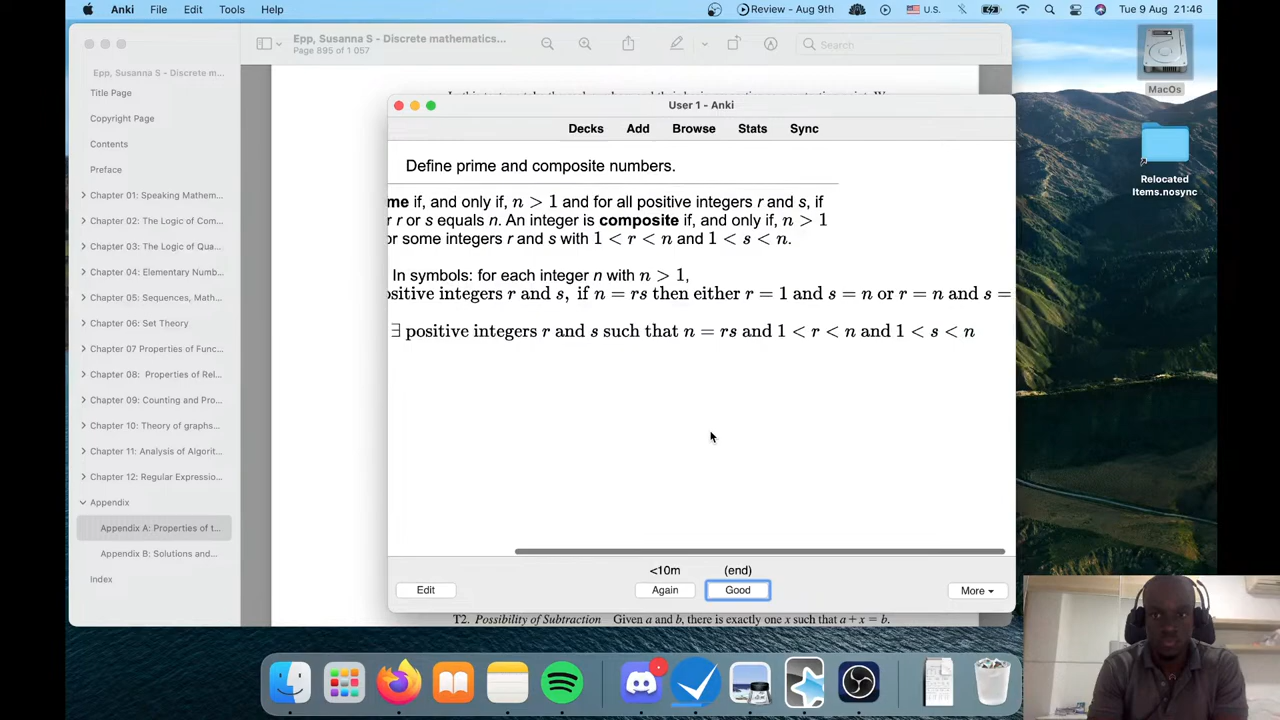 Anki File Edit Tools Help Review - Aug 9th U.S. Tue 9 Aug 21:46
Epp, Susanna S - Discrete mathematics...
Page 895 of 1 057
Search
Epp, Susanna S - Discrete m...
Title Page
Copyright Page
Contents
Preface
Chapter 01: Speaking Mathem...
Chapter 02: The Logic of Com...
Chapter 03: The Logic of Qua...
Chapter 04: Elementary Numb...
Chapter 05: Sequences, Math...
Chapter 06: Set Theory
Chapter 07 Properties of Func...
Chapter 08: Properties of Rel...
Chapter 09: Counting and Pro...
Chapter 10: Theory of graphs...
Chapter 11: Analysis of Algorit...
Chapter 12: Regular Expressio...
Appendix
Appendix A: Properties of t...
Appendix B: Solutions and...
Index
User 1 - Anki
Decks Add Browse Stats Sync
Define prime and composite numbers.
me if, and only if, n > 1 and for all positive integers r and s, if
r r or s equals n. An integer is composite if, and only if, n > 1
or some integers r and s with 1 < r < n and 1 < s < n.
In symbols: for each integer n with n > 1,
ositive integers r and s, if n = rs then either r = 1 and s = n or r = n and s =
∃ positive integers r and s such that n = rs and 1 < r < n and 1 < s < n
<10m (end)
Edit Again Good More
T2. Possibility of Subtraction Given a and b, there is exactly one x such that a + x = b.
MacOs
Relocated
Items.nosync